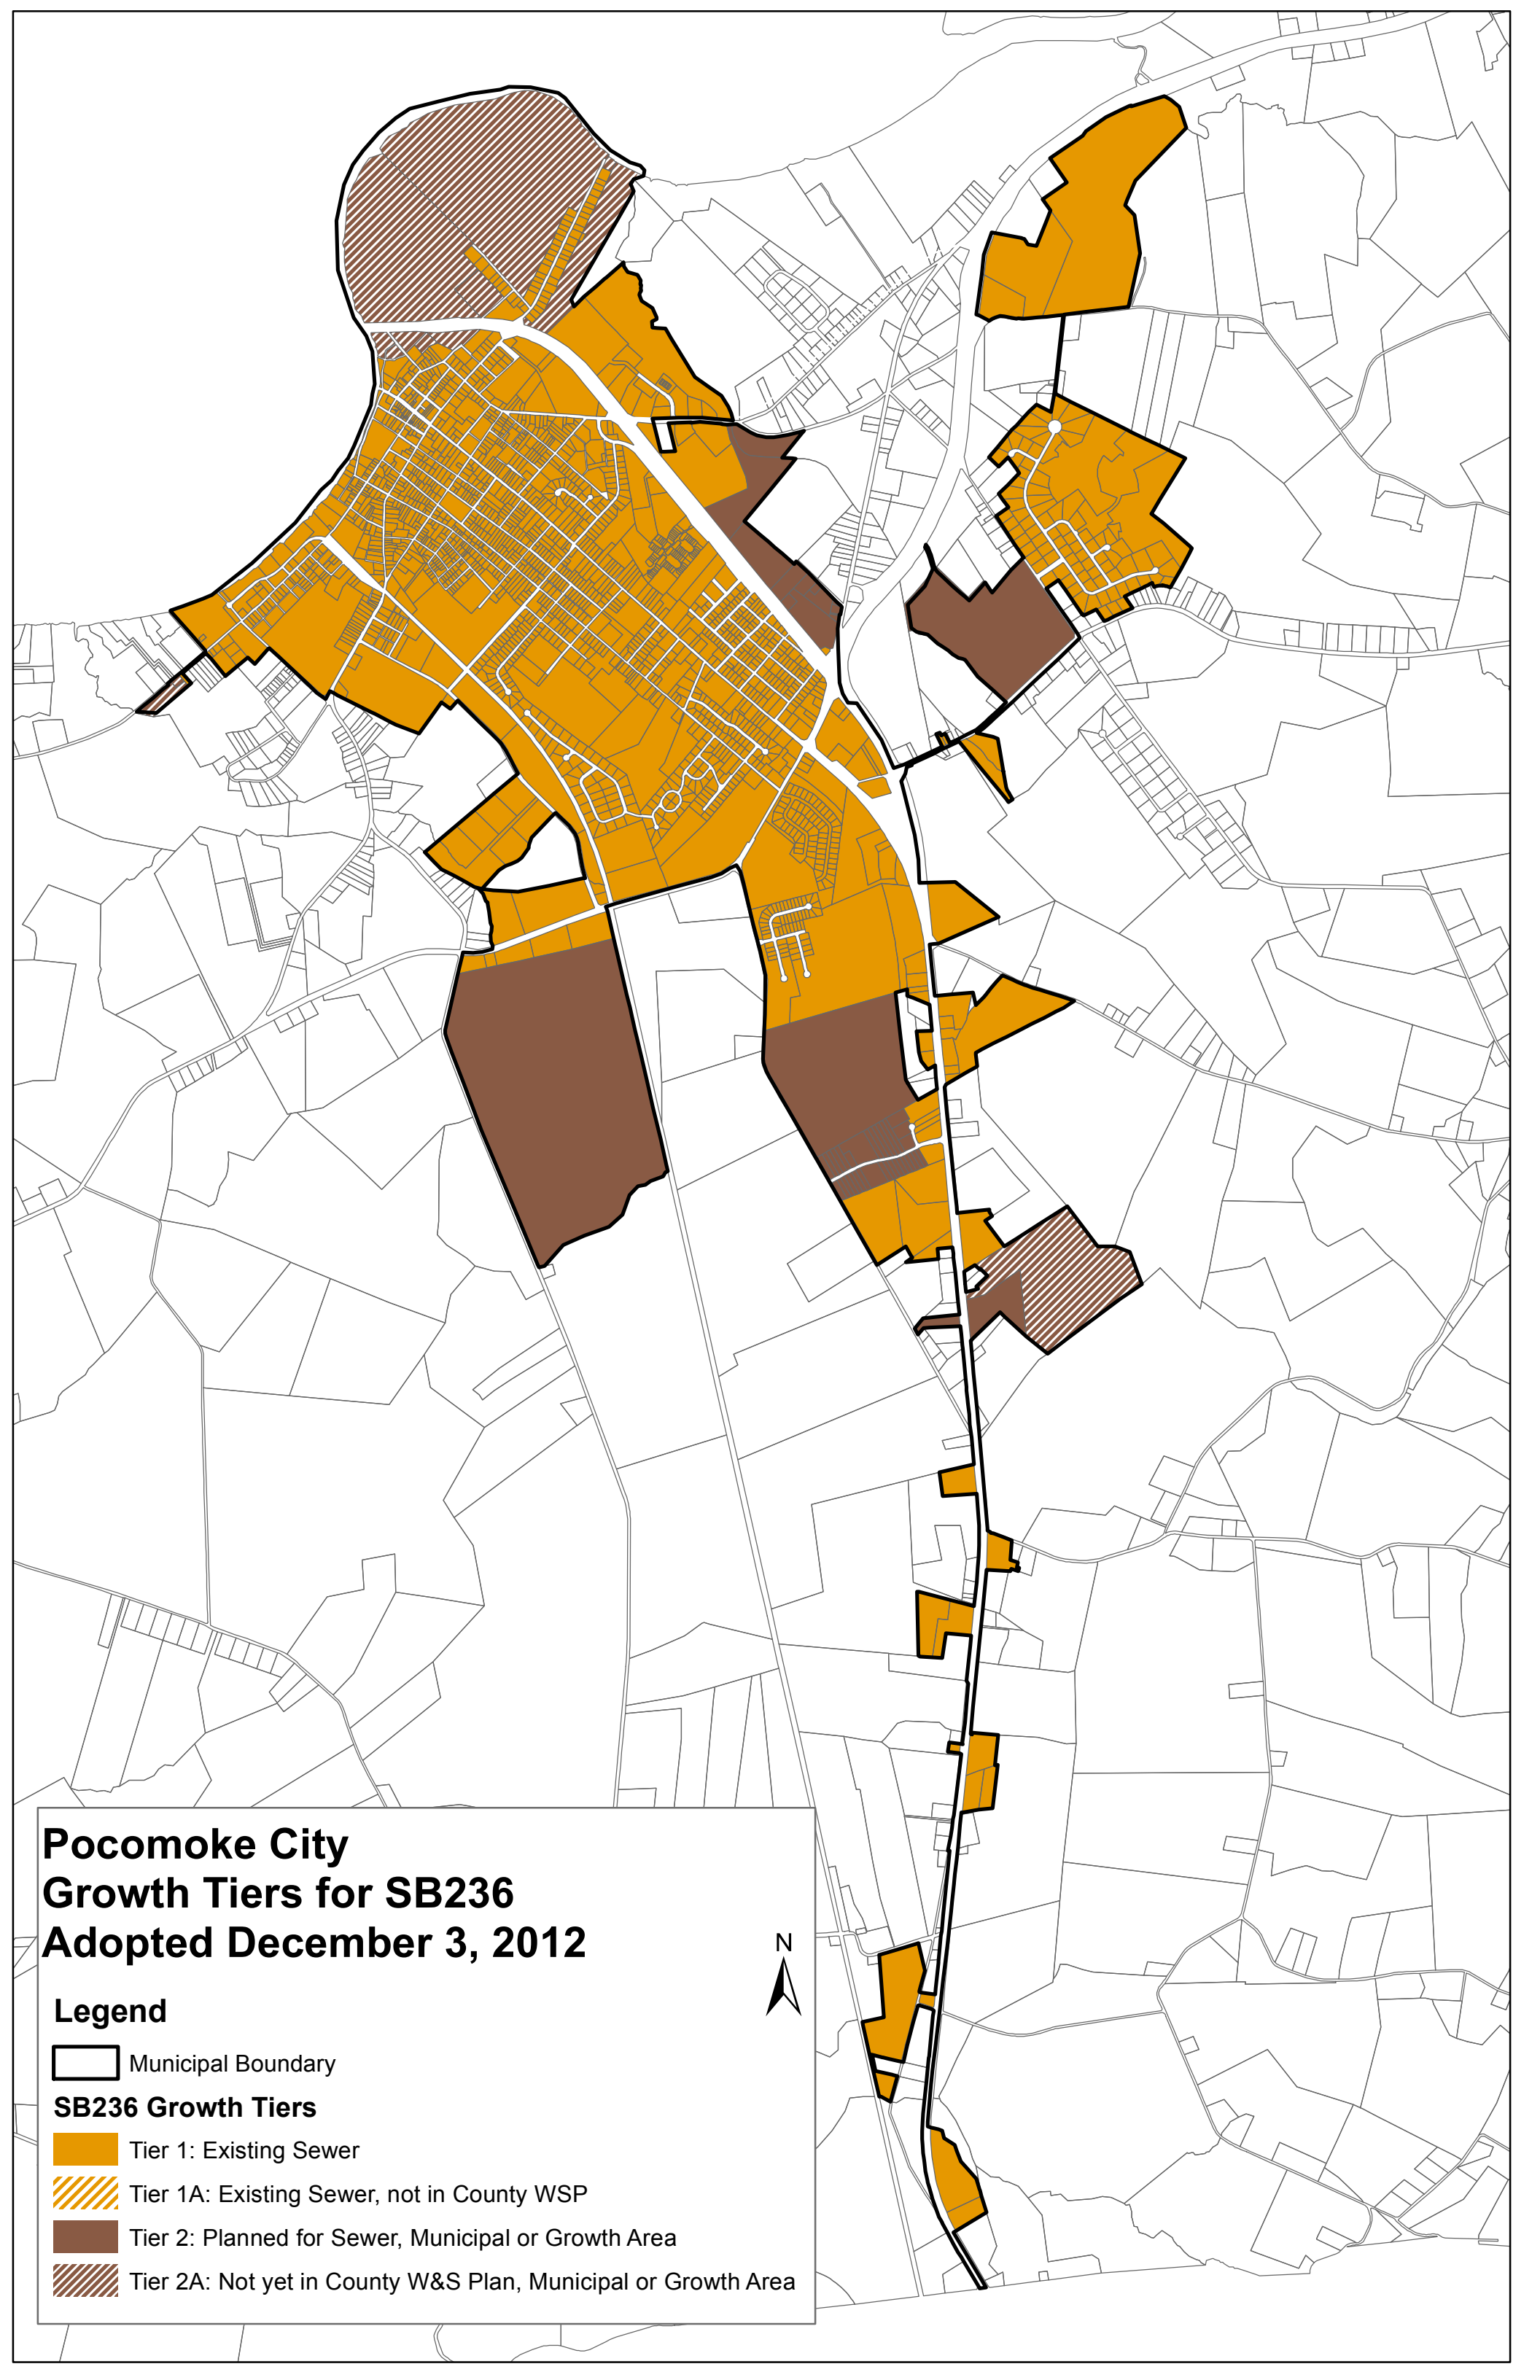 Pocomoke City
Growth Tiers for SB236
Adopted December 3, 2012
N
Legend
Municipal Boundary
SB236 Growth Tiers
Tier 1: Existing Sewer
Tier 1A: Existing Sewer, not in County WSP
Tier 2: Planned for Sewer, Municipal or Growth Area
Tier 2A: Not yet in County W&S Plan, Municipal or Growth Area